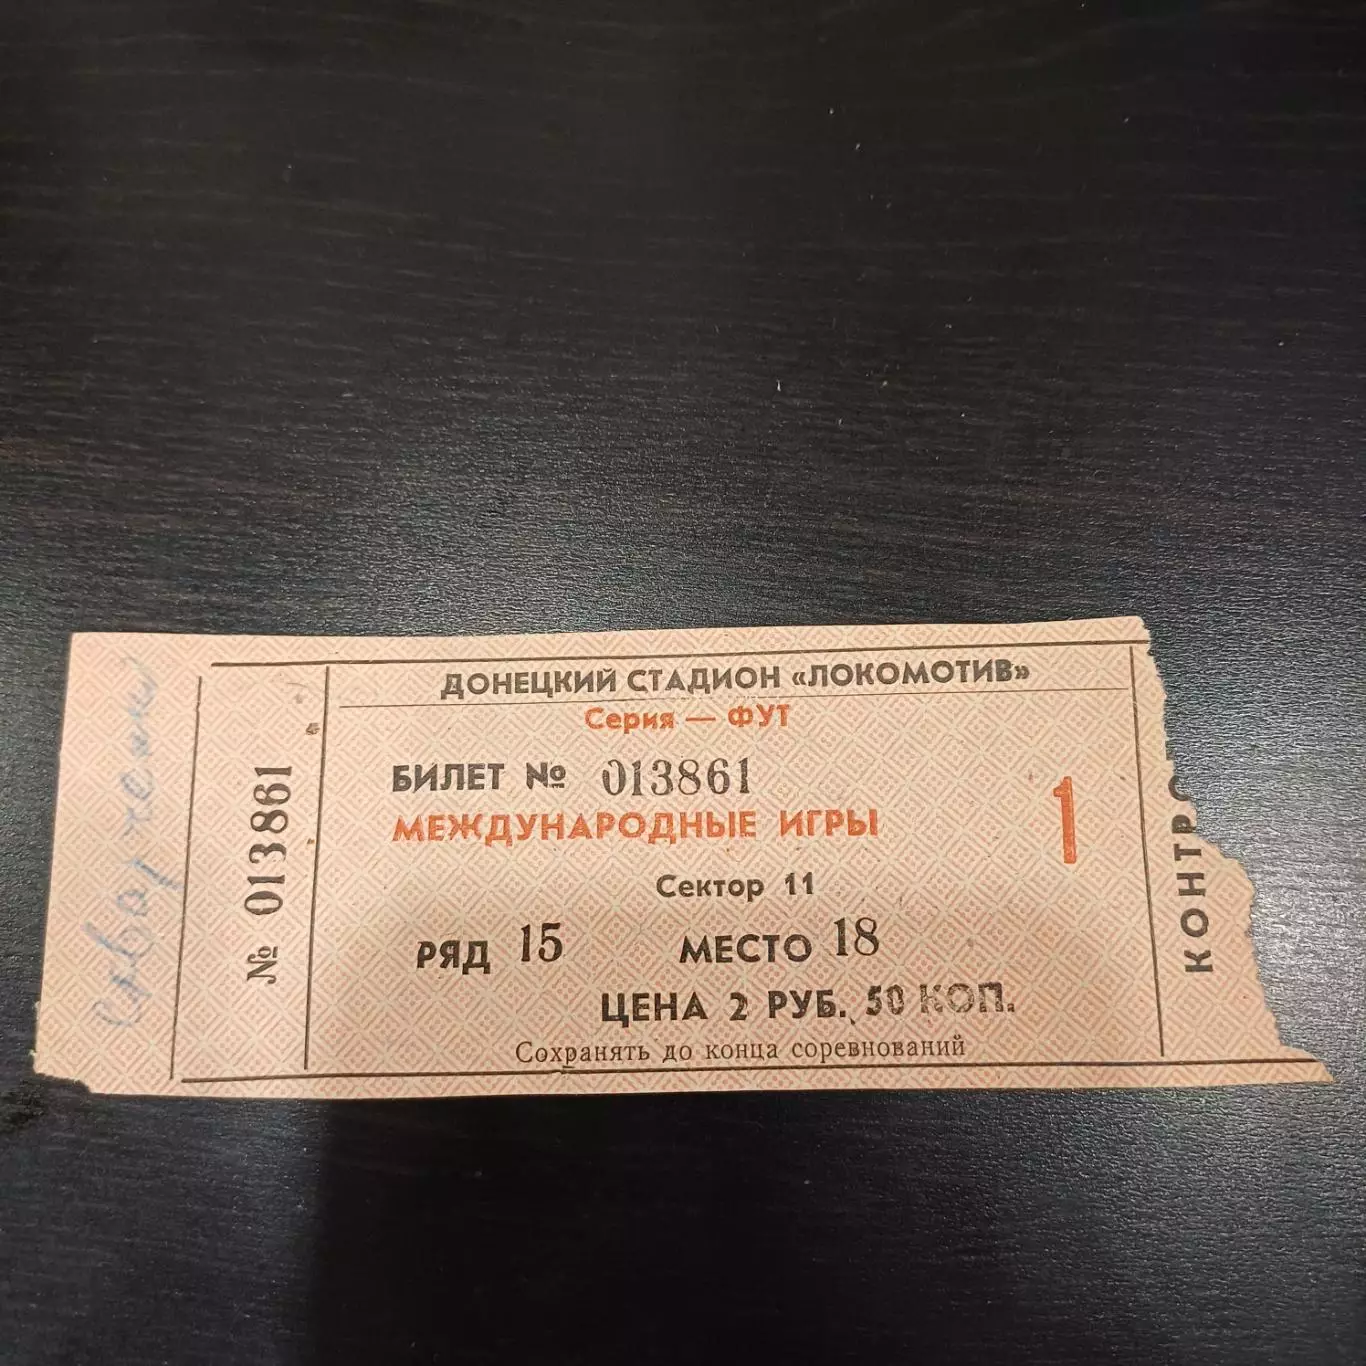 № 013861
ДОНЕЦКИЙ СТАДИОН «ЛОКОМОТИВ»
Серия — ФУТ
БИЛЕТ № 013861
МЕЖДУНАРОДНЫЕ ИГРЫ
1
Сектор 11
РЯД 15 МЕСТО 18
ЦЕНА 2 РУБ. 50 КОП.
Сохранять до конца соревнований
КОНТРО